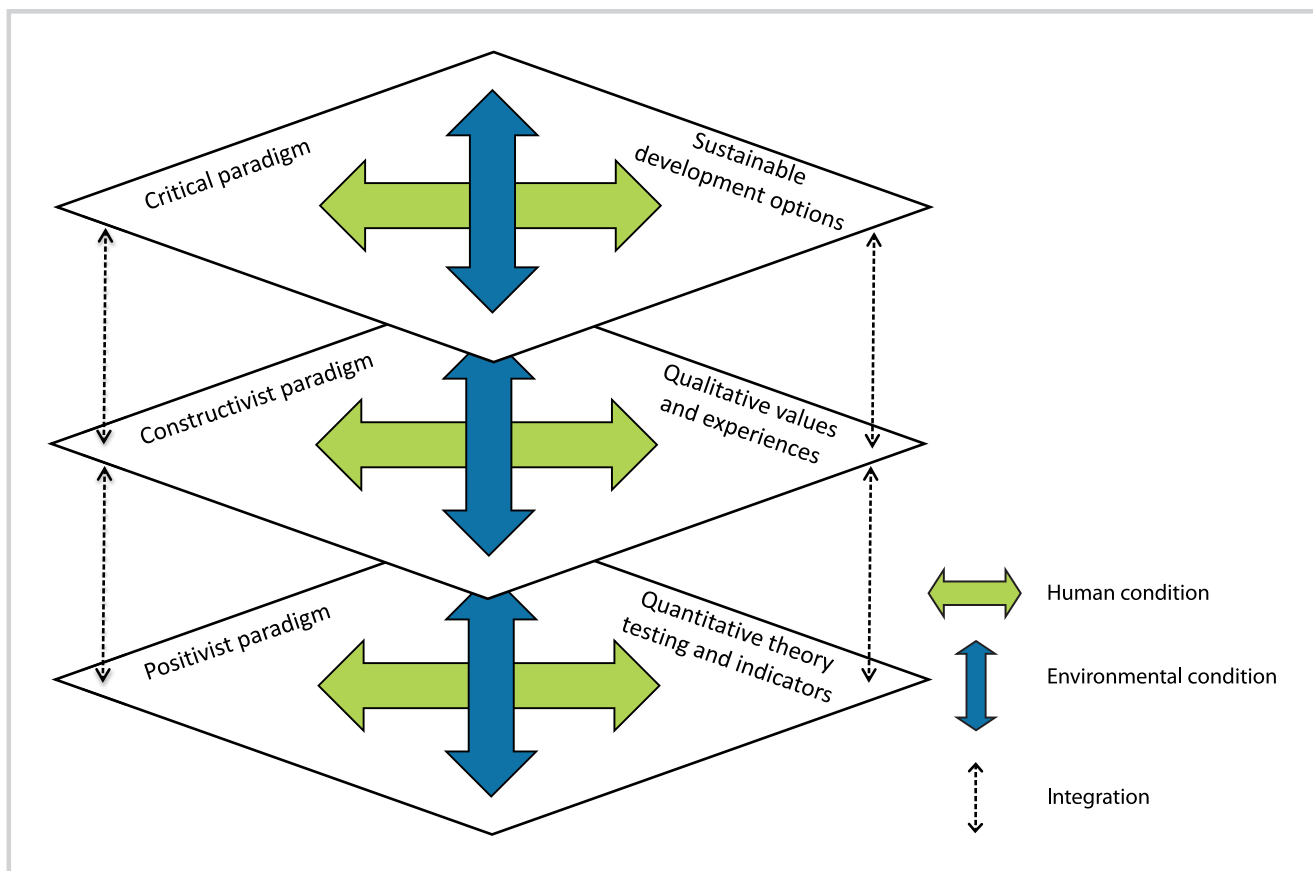 Critical paradigm
Sustainable
development options
Constructivist paradigm
Qualitative values
and experiences
Positivist paradigm
Quantitative theory
testing and indicators
Human condition
Environmental condition
Integration